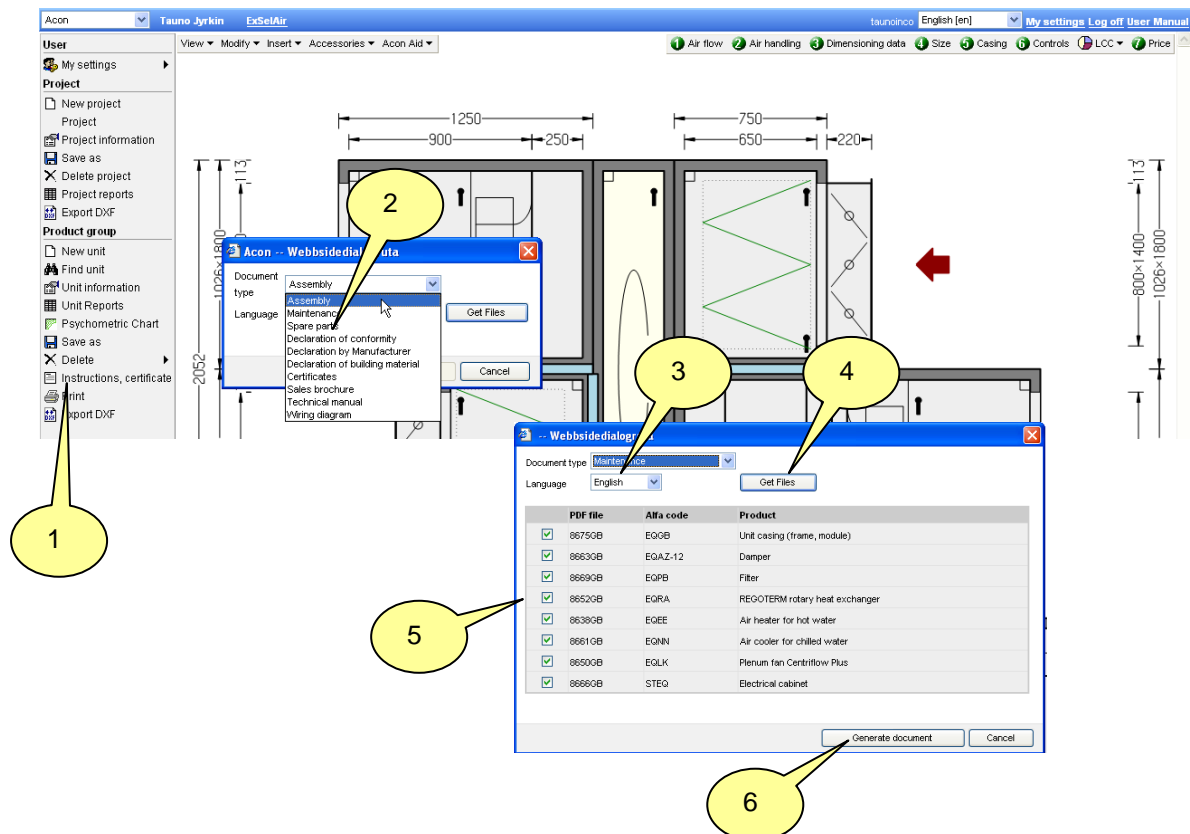 Acon Tauno Jyrkin ExSelAir taunoinco English [en] My settings Log off User Manual
User
My settings
Project
New project
Project
Project information
Save as
Delete project
Project reports
Export DXF
Product group
New unit
Find unit
Unit information
Unit Reports
Psychometric Chart
Save as
Delete
Instructions, certificate
Print
Export DXF
View Modify Insert Accessories Acon Aid
1 Air flow 2 Air handling 3 Dimensioning data 4 Size 5 Casing 6 Controls LCC 7 Price
1250 750
900 250 650 220
113
1026×1800
2052
113
800×1400
1026×1800
Acon -- Webbsidedial uta
Document type Assembly
Language Get Files
Assembly
Maintenance
Spare parts
Declaration of conformity
Declaration by Manufacturer
Declaration of building material
Certificates
Sales brochure
Technical manual
Wiring diagram
Cancel
-- Webbsidedialogruta
Document type Maintenance
Language English Get Files
PDF file Alfa code Product
8675GB EQGB Unit casing (frame, module)
8663GB EQAZ-12 Damper
8669GB EQPB Filter
8652GB EQRA REGOTERM rotary heat exchanger
8638GB EQEE Air heater for hot water
8661GB EQNN Air cooler for chilled water
8650GB EQLK Plenum fan Centriflow Plus
8666GB STEQ Electrical cabinet
Generate document Cancel
1
2
3
4
5
6